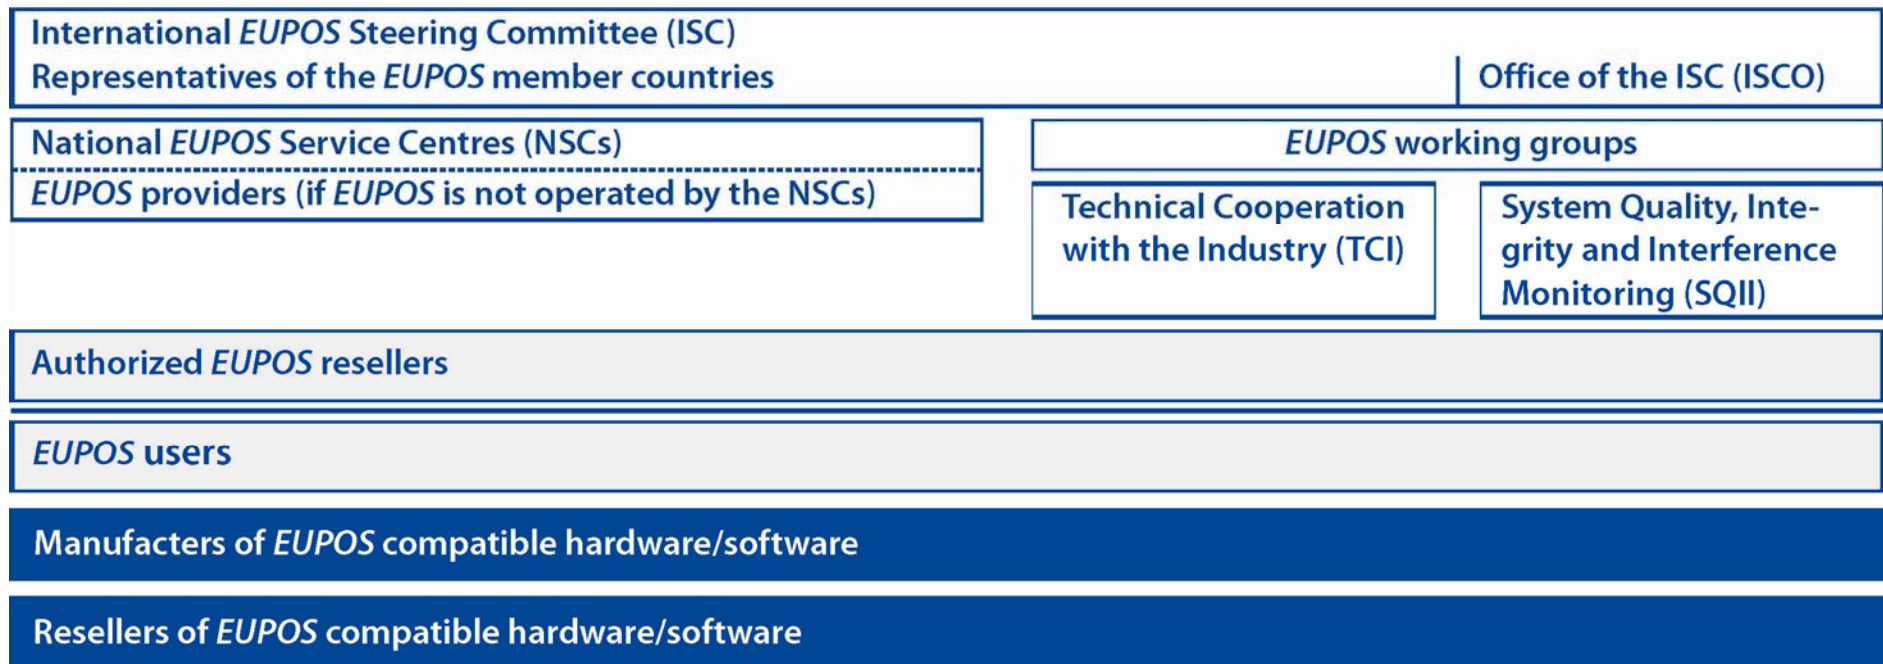 International EUPOS Steering Committee (ISC)
Representatives of the EUPOS member countries
Office of the ISC (ISCO)
National EUPOS Service Centres (NSCs)
EUPOS providers (if EUPOS is not operated by the NSCs)
EUPOS working groups
Technical Cooperation
with the Industry (TCI)
System Quality, Inte-
grity and Interference
Monitoring (SQII)
Authorized EUPOS resellers
EUPOS users
Manufacters of EUPOS compatible hardware/software
Resellers of EUPOS compatible hardware/software